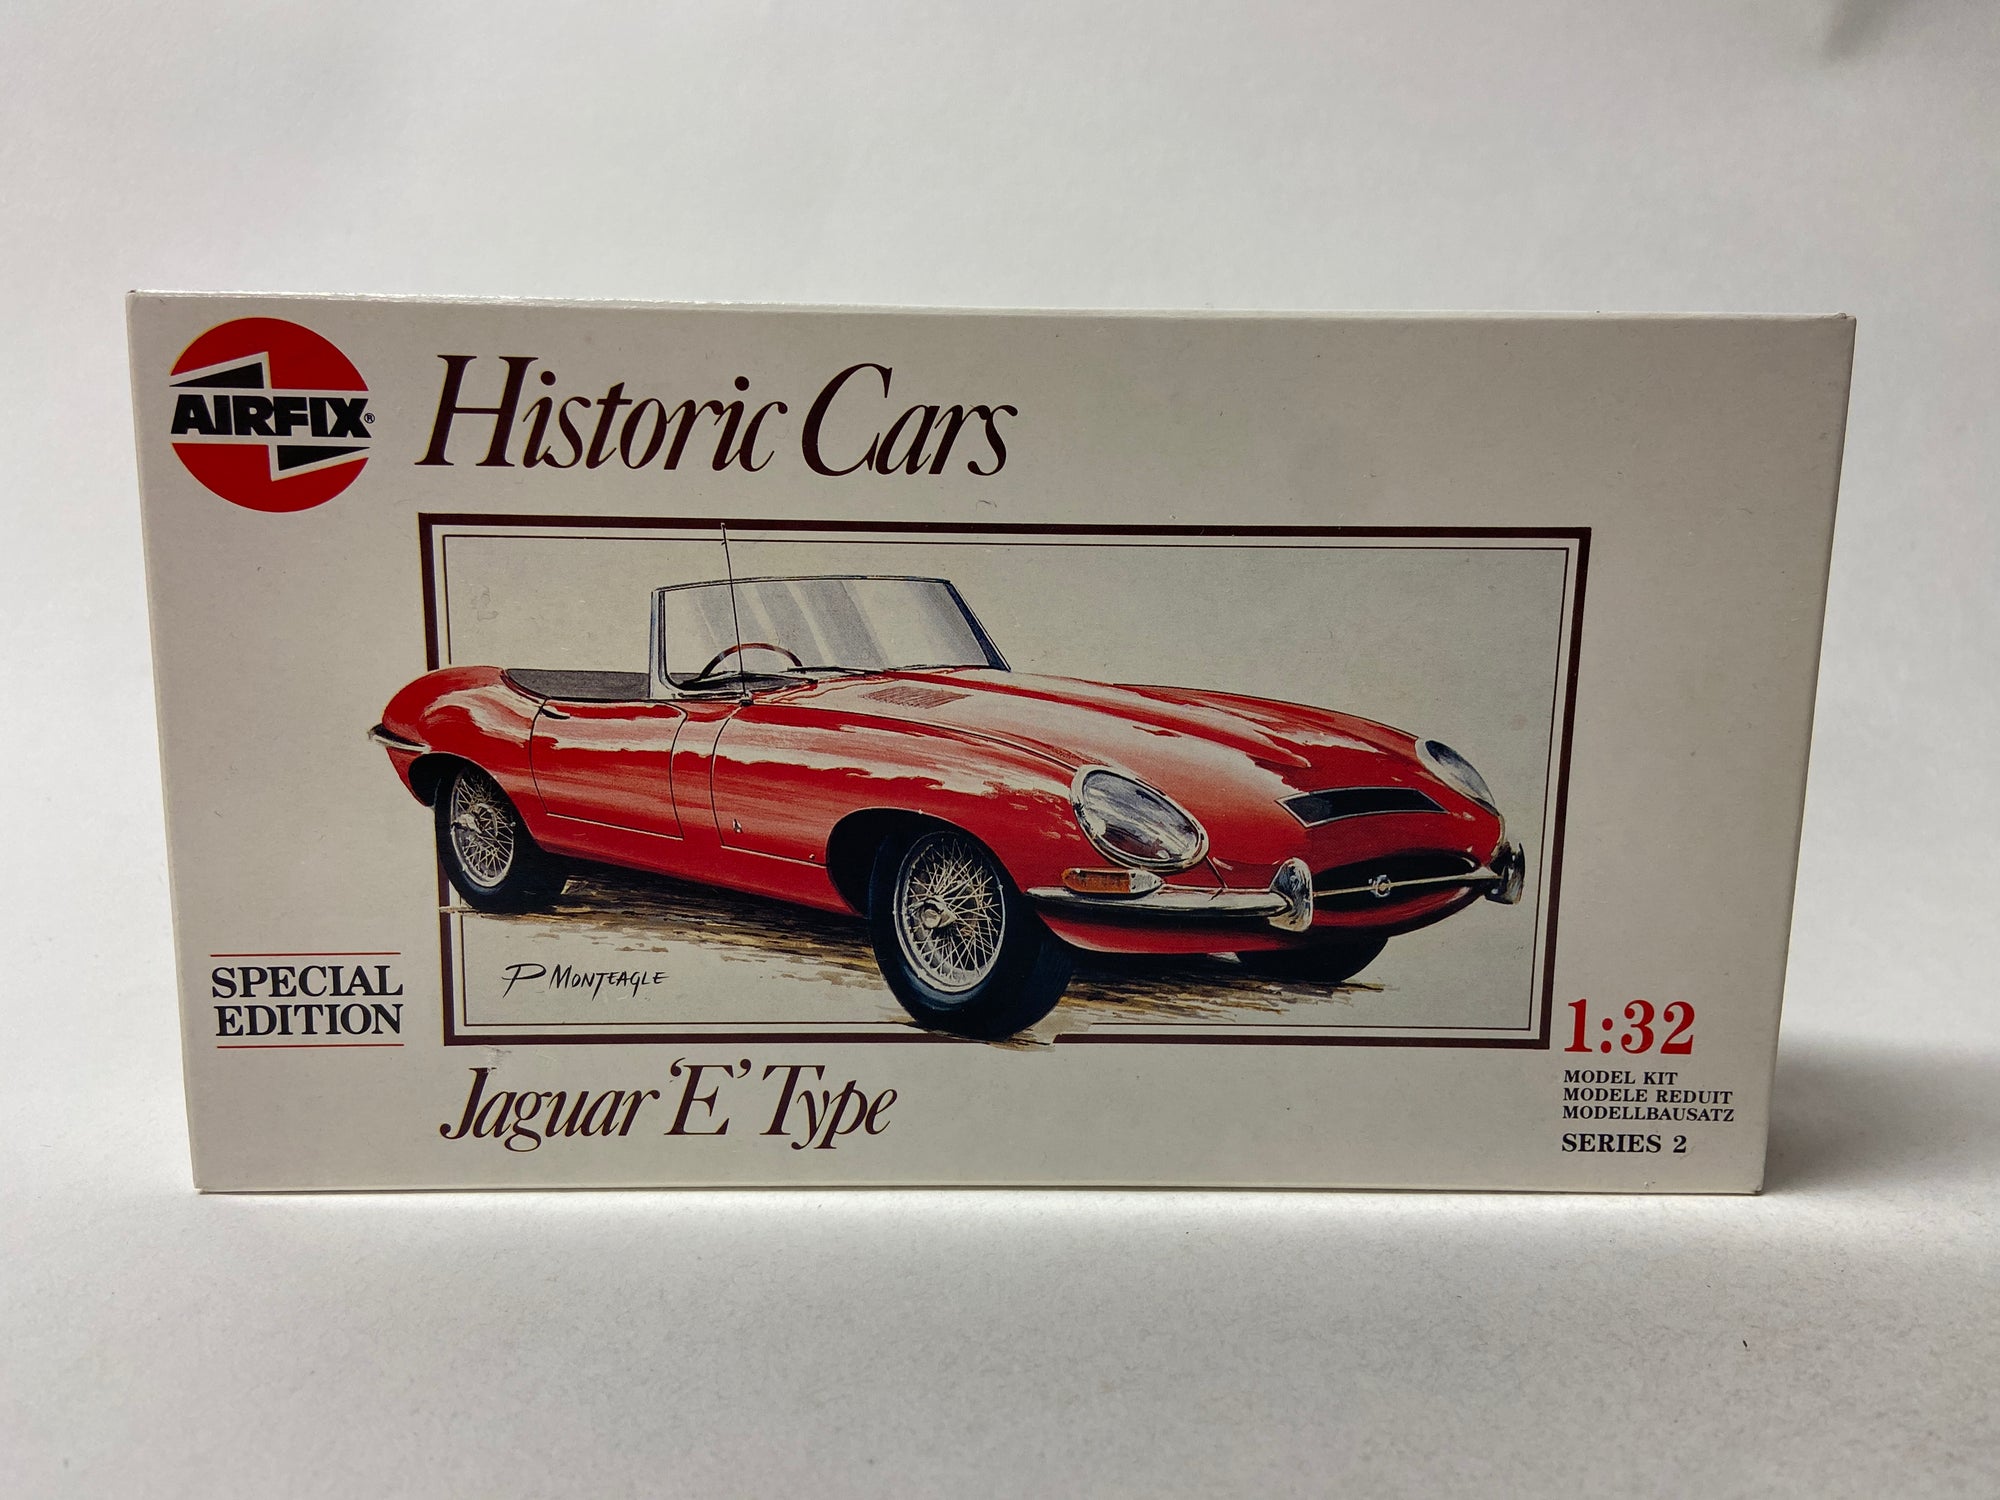 AIRFIX®
Historic Cars
P MONTEAGLE
SPECIAL
EDITION
Jaguar 'E' Type
1:32
MODEL KIT
MODELE REDUIT
MODELLBAUSATZ
SERIES 2